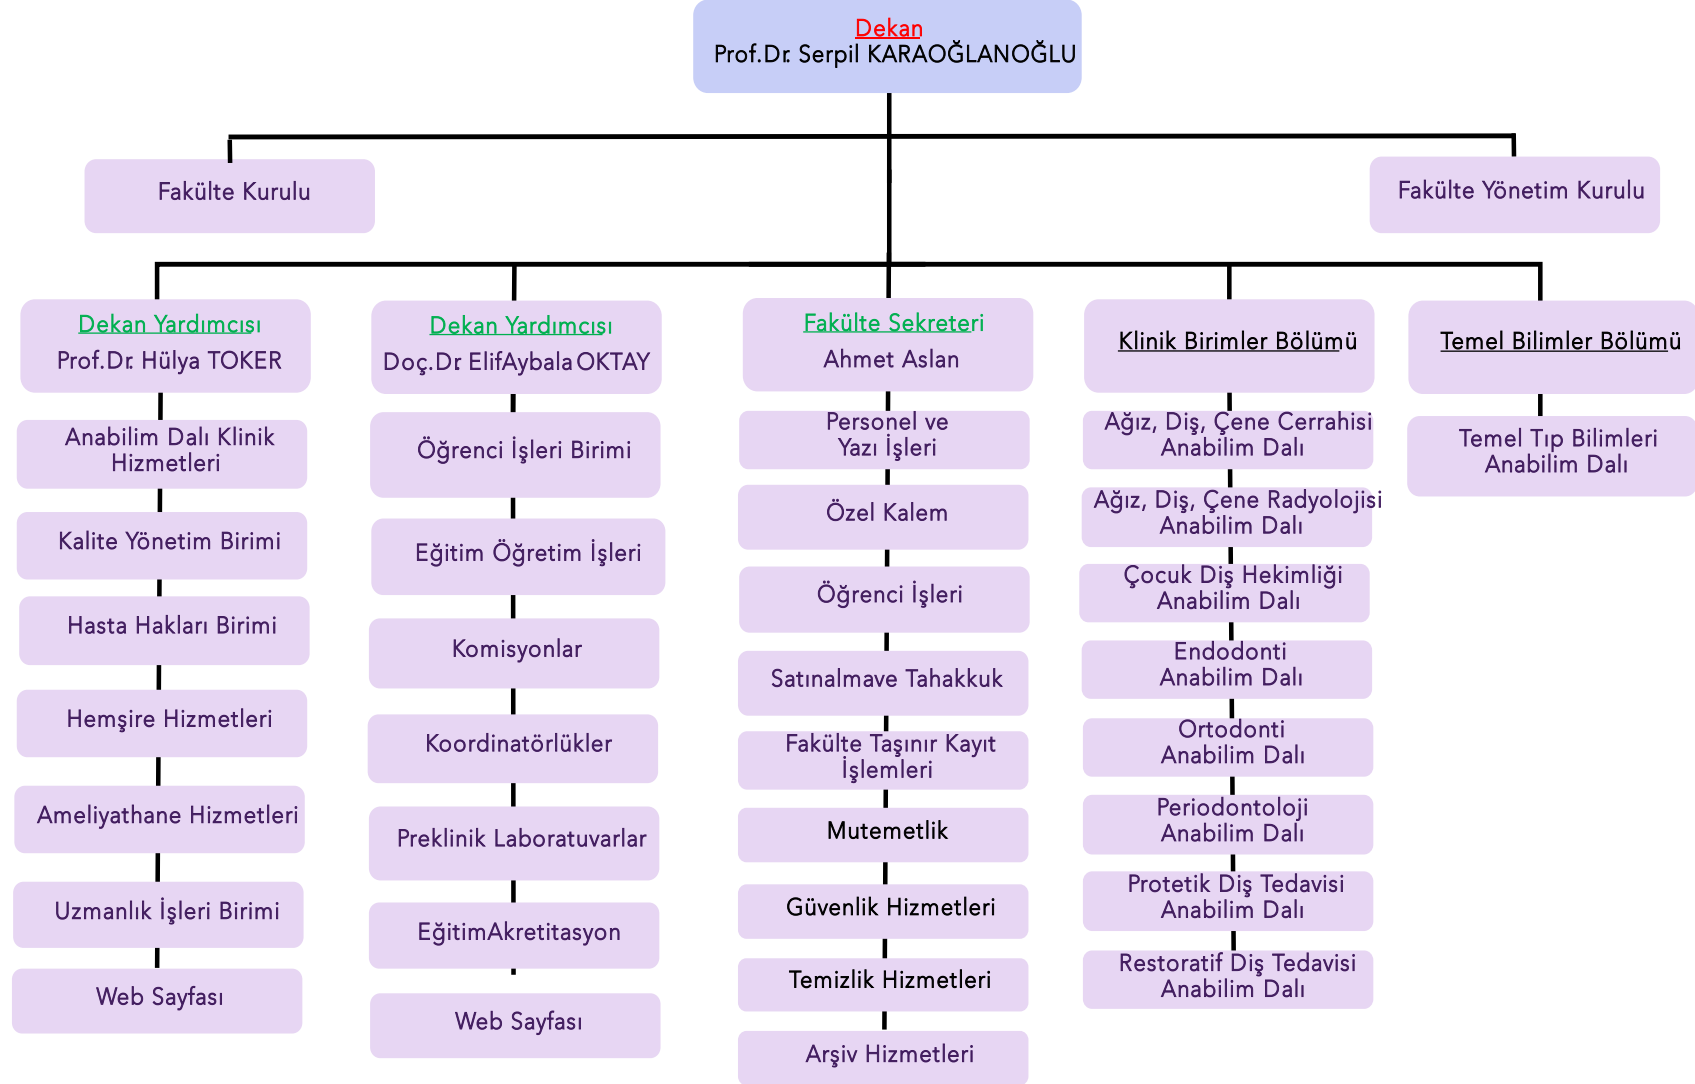 Dekan
Prof.Dr. Serpil KARAOĞLANOĞLU
Fakülte Kurulu
Fakülte Yönetim Kurulu
Dekan Yardımcısı
Prof.Dr. Hülya TOKER
Anabilim Dalı Klinik
Hizmetleri
Kalite Yönetim Birimi
Hasta Hakları Birimi
Hemşire Hizmetleri
Ameliyathane Hizmetleri
Uzmanlık İşleri Birimi
Web Sayfası
Dekan Yardımcısı
Doç.Dr ElifAybala OKTAY
Öğrenci İşleri Birimi
Eğitim Öğretim İşleri
Komisyonlar
Koordinatörlükler
Preklinik Laboratuvarlar
EğitimAkretitasyon
Web Sayfası
Fakülte Sekreteri
Ahmet Aslan
Personel ve
Yazı İşleri
Özel Kalem
Öğrenci İşleri
Satınalmave Tahakkuk
Fakülte Taşınır Kayıt
İşlemleri
Mutemetlik
Güvenlik Hizmetleri
Temizlik Hizmetleri
Arşiv Hizmetleri
Klinik Birimler Bölümü
Ağız, Diş, Çene Cerrahisi
Anabilim Dalı
Ağız, Diş, Çene Radyolojisi
Anabilim Dalı
Çocuk Diş Hekimliği
Anabilim Dalı
Endodonti
Anabilim Dalı
Ortodonti
Anabilim Dalı
Periodontoloji
Anabilim Dalı
Protetik Diş Tedavisi
Anabilim Dalı
Restoratif Diş Tedavisi
Anabilim Dalı
Temel Bilimler Bölümü
Temel Tıp Bilimleri
Anabilim Dalı